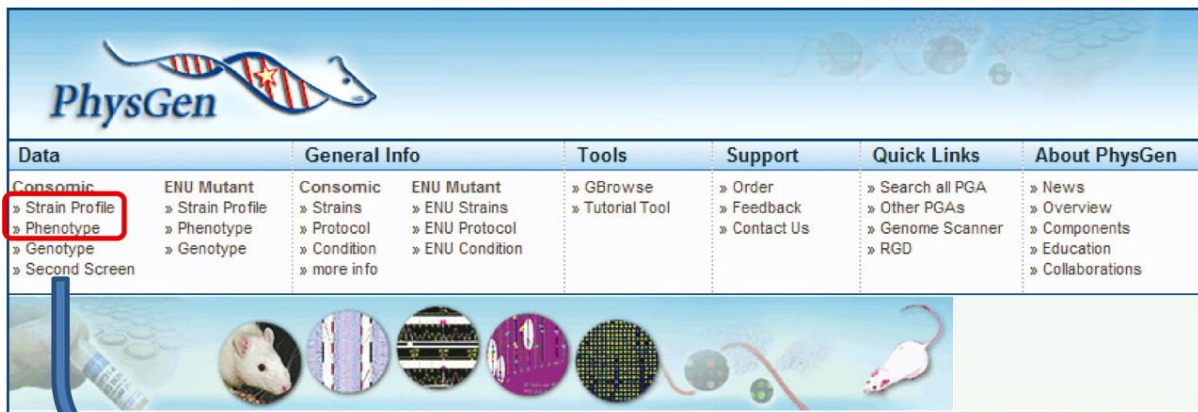 PhysGen
Data
Consomic
» Strain Profile
» Phenotype
» Genotype
» Second Screen
ENU Mutant
» Strain Profile
» Phenotype
» Genotype
General Info
Consomic
» Strains
» Protocol
» Condition
» more info
ENU Mutant
» ENU Strains
» ENU Protocol
» ENU Condition
Tools
» GBrowse
» Tutorial Tool
Support
» Order
» Feedback
» Contact Us
Quick Links
» Search all PGA
» Other PGAs
» Genome Scanner
» RGD
About PhysGen
» News
» Overview
» Components
» Education
» Collaborations